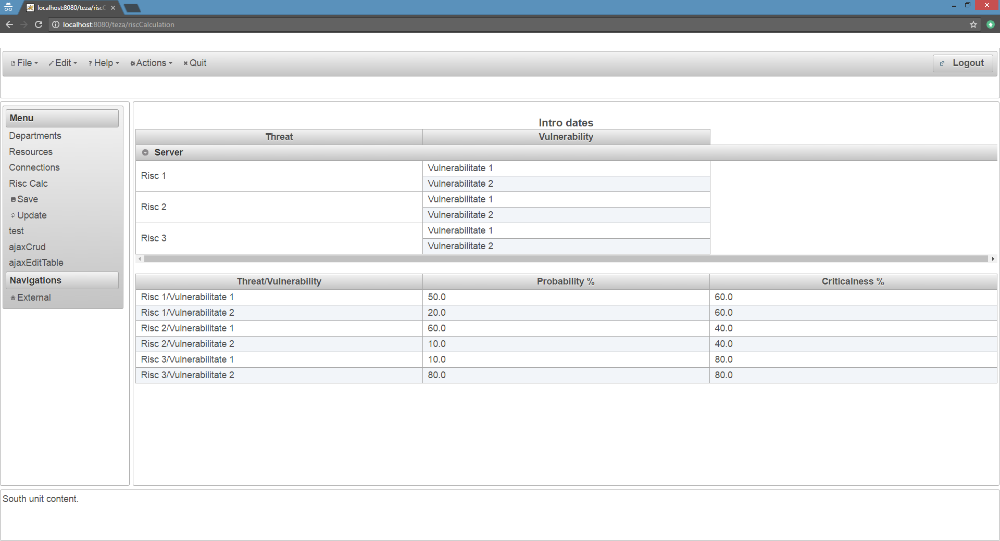 localhost:8080/teza/riscC
localhost:8080/teza/riscCalculation
File Edit Help Actions Quit Logout
Menu
Departments
Resources
Connections
Risc Calc
Save
Update
test
ajaxCrud
ajaxEditTable
Navigations
External
Intro dates
Threat Vulnerability
Server
Risc 1 Vulnerabilitate 1
Vulnerabilitate 2
Risc 2 Vulnerabilitate 1
Vulnerabilitate 2
Risc 3 Vulnerabilitate 1
Vulnerabilitate 2
Threat/Vulnerability Probability % Criticalness %
Risc 1/Vulnerabilitate 1 50.0 60.0
Risc 1/Vulnerabilitate 2 20.0 60.0
Risc 2/Vulnerabilitate 1 60.0 40.0
Risc 2/Vulnerabilitate 2 10.0 40.0
Risc 3/Vulnerabilitate 1 10.0 80.0
Risc 3/Vulnerabilitate 2 80.0 80.0
South unit content.